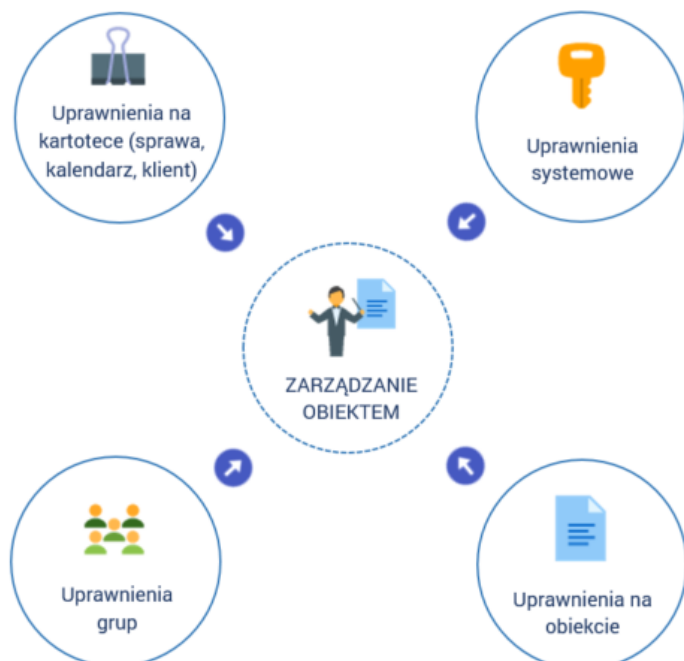 Uprawnienia na
kartotece (sprawa,
kalendarz, klient)
Uprawnienia
systemowe
ZARZĄDZANIE
OBIEKTEM
Uprawnienia
grup
Uprawnienia na
obiekcie